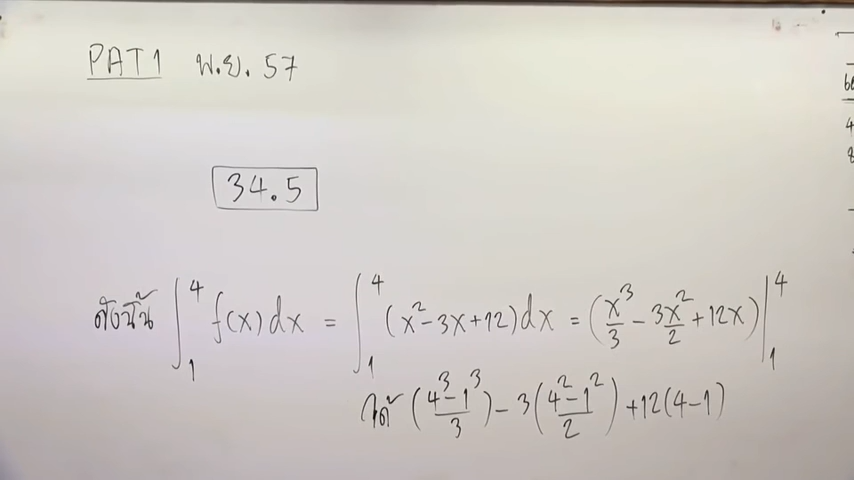 PAT1 พ.ย. 57
34.5
ดังนั้น ∫₁⁴ f(x)dx = ∫₁⁴ (x²-3x+12)dx = (x³/3 - 3x²/2 + 12x)|₁⁴
ได้ (4³-1³/3) - 3(4²-1²/2) + 12(4-1)